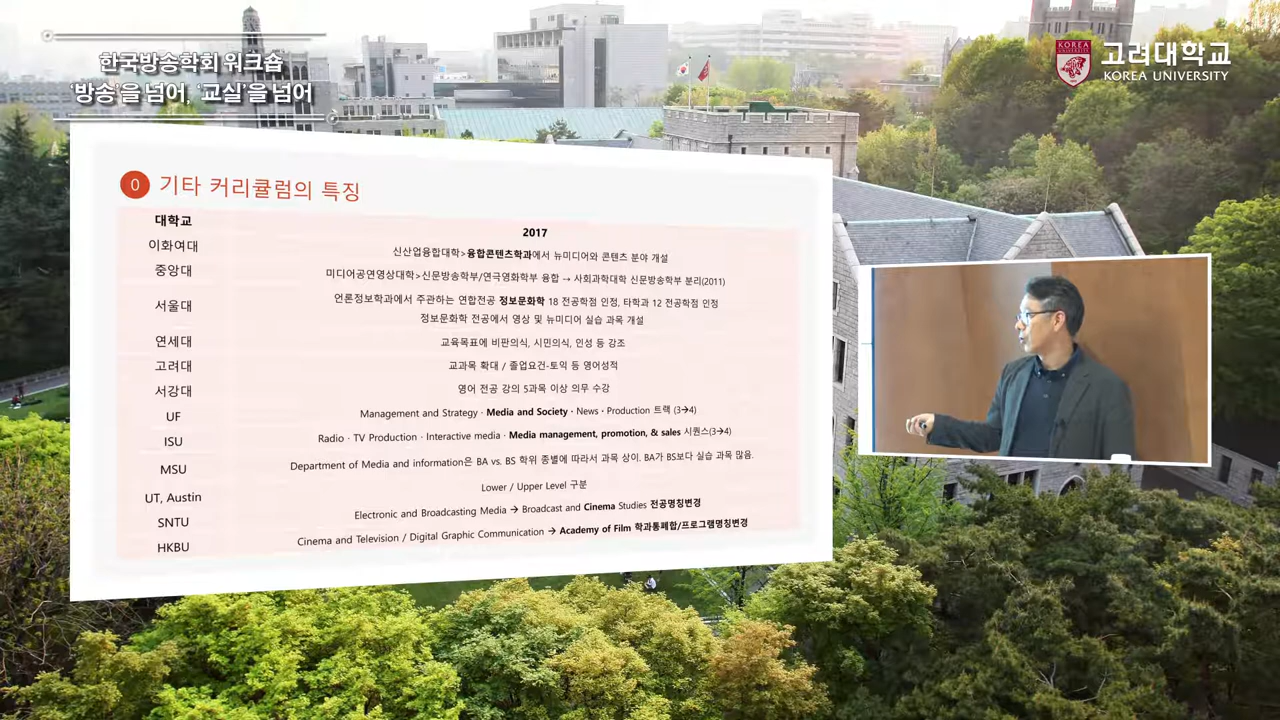 한국방송학회 워크숍
‘방송’을 넘어, ‘교실’을 넘어
KOREA
UNIVERSITY
고려대학교
KOREA UNIVERSITY
0 기타 커리큘럼의 특징
대학교 2017
이화여대 신산업융합대학>융합콘텐츠학과에서 뉴미디어와 콘텐츠 분야 개설
중앙대 미디어공연영상대학>신문방송학부/연극영화학부 융합 → 사회과학대학 신문방송학부 분리(2011)
서울대 언론정보학과에서 주관하는 연합전공 정보문화학 18 전공학점 인정, 타학과 12 전공학점 인정
정보문화학 전공에서 영상 및 뉴미디어 실습 과목 개설
연세대 교육목표에 비판의식, 시민의식, 인성 등 강조
고려대 교과목 확대 / 졸업요건-토익 등 영어성적
서강대 영어 전공 강의 5과목 이상 의무 수강
UF Management and Strategy · Media and Society · News · Production 트랙 (3→4)
ISU Radio · TV Production · Interactive media · Media management, promotion, & sales 시퀀스(3→4)
MSU Department of Media and information은 BA vs. BS 학위 종별에 따라서 과목 상이. BA가 BS보다 실습 과목 많음.
UT, Austin Lower / Upper Level 구분
SNTU Electronic and Broadcasting Media → Broadcast and Cinema Studies 전공명칭변경
HKBU Cinema and Television / Digital Graphic Communication → Academy of Film 학과통폐합/프로그램명칭변경